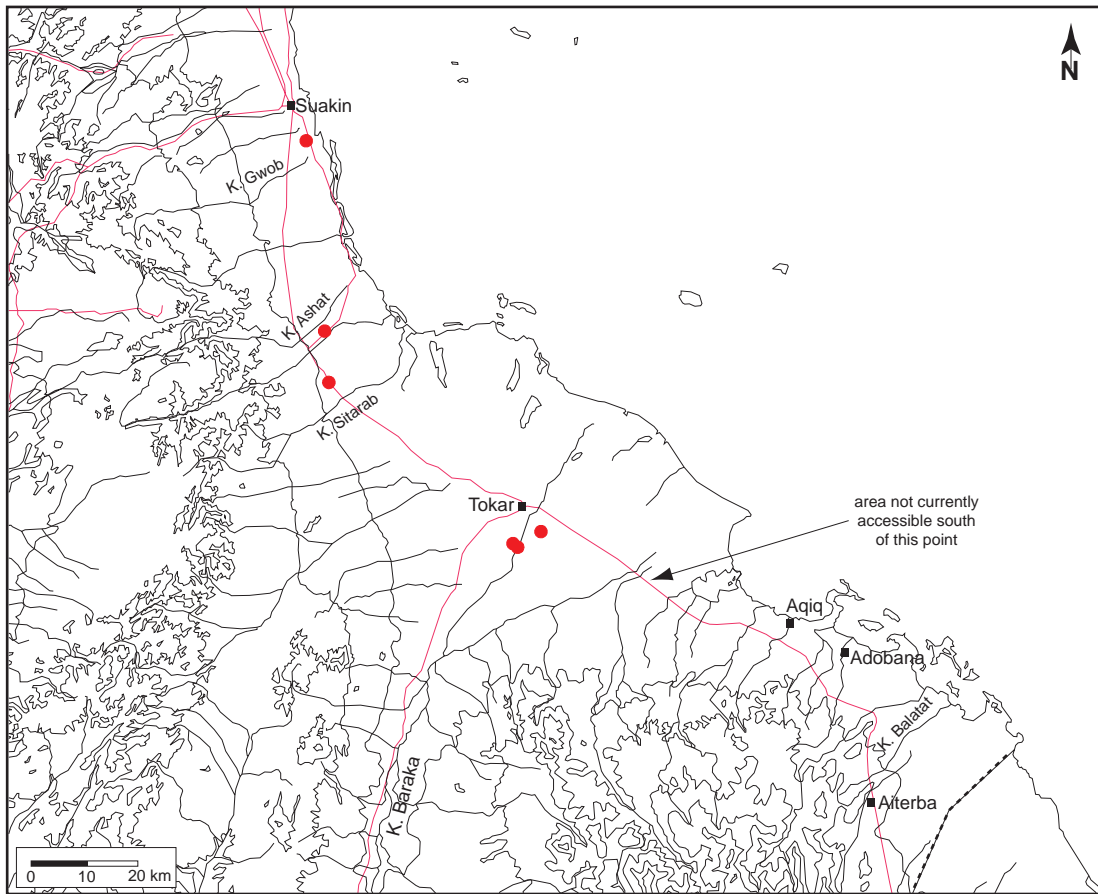 N
Suakin
K. Gwob
K. Ashat
K. Sitarab
Tokar
area not currently
accessible south
of this point
Aqiq
Adobana
K. Balatat
K. Baraka
Aiterba
0 10 20 km